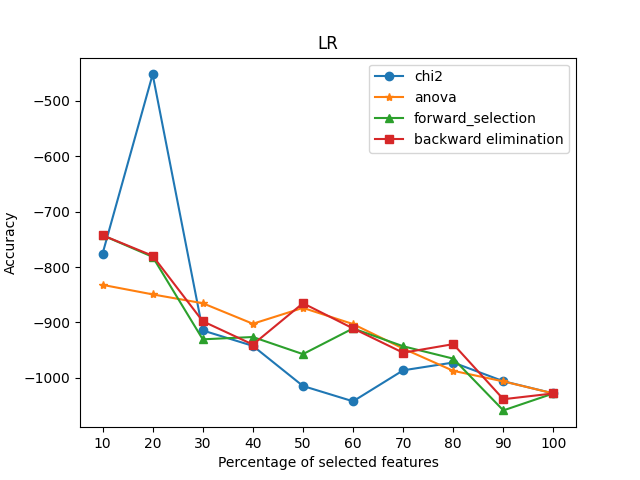 LR
chi2
anova
forward_selection
backward elimination
Accuracy
−500
−600
−700
−800
−900
−1000
10 20 30 40 50 60 70 80 90 100
Percentage of selected features